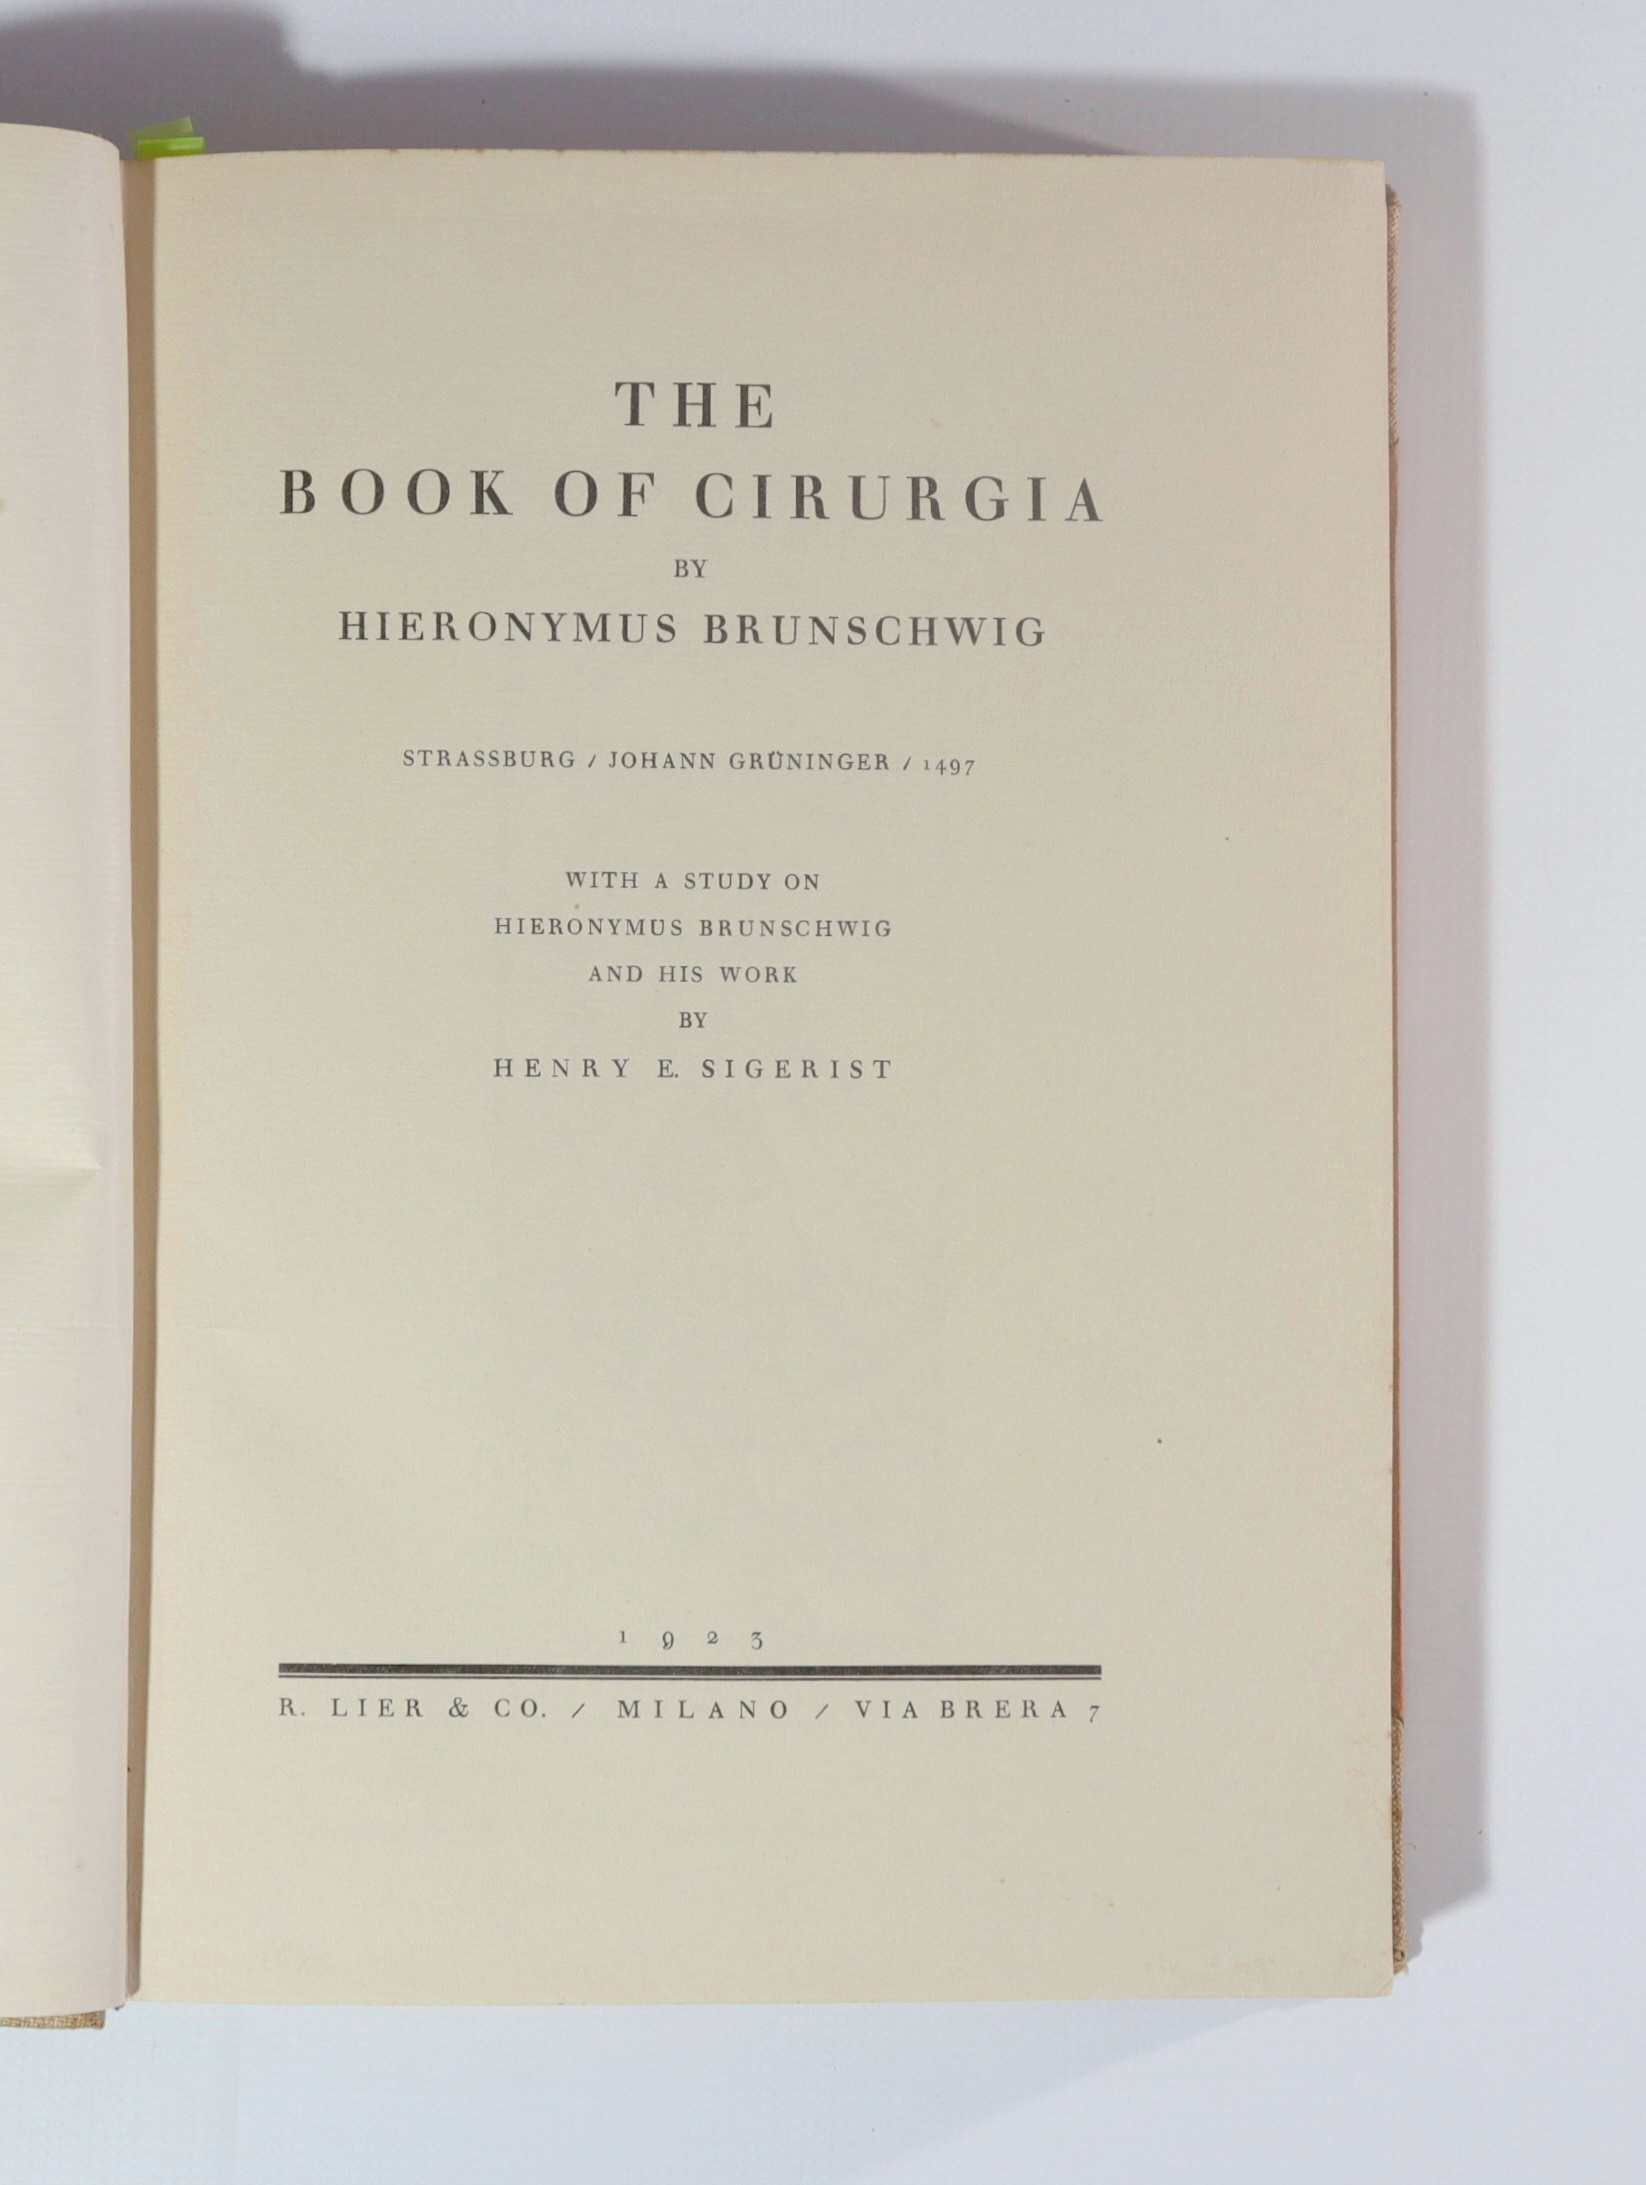 THE
BOOK OF CIRURGIA
BY
HIERONYMUS BRUNSCHWIG
STRASSBURG / JOHANN GRÜNINGER / 1497
WITH A STUDY ON
HIERONYMUS BRUNSCHWIG
AND HIS WORK
BY
HENRY E. SIGERIST
1923
R. LIER & CO. / MILANO / VIA BRERA 7